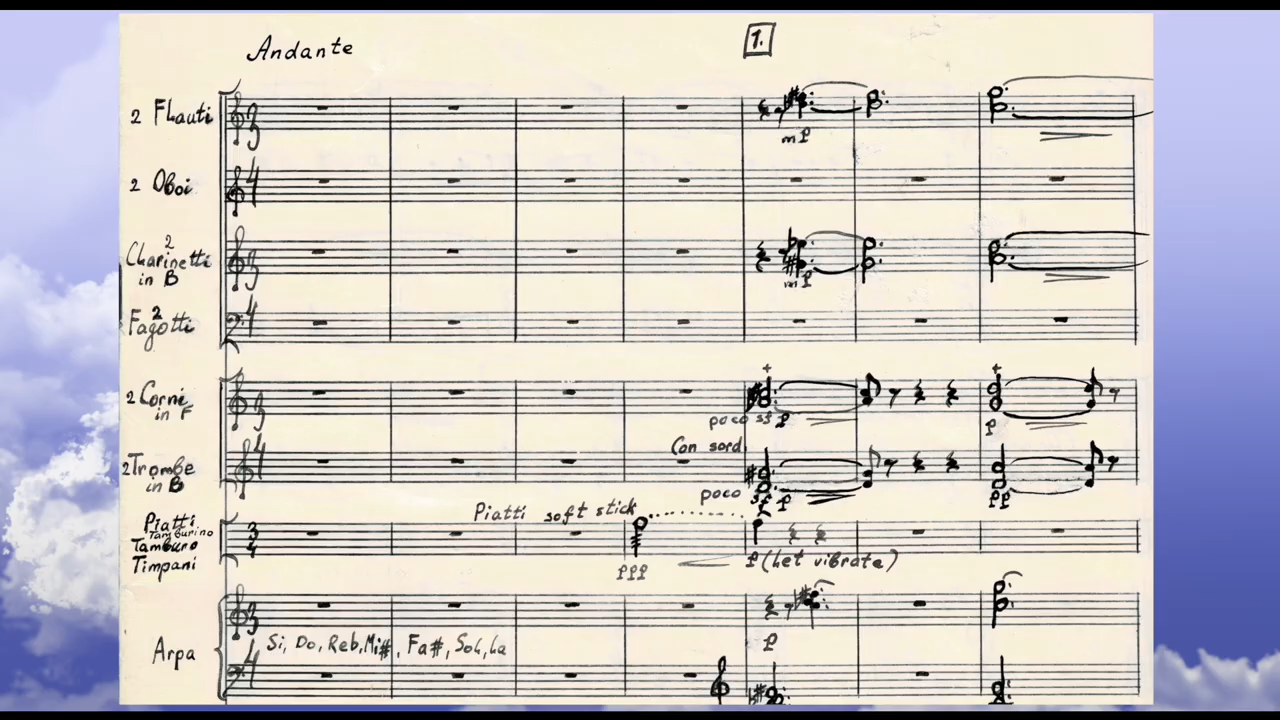 Andante
1.
2 Flauti
mp
2 Oboi
2
Clarinetti
in B
mp
2
Fagotti
2 Corni
in F
poco sf p
p
Con sord.
2 Trombe
in B
poco sf p
pp
Piatti soft stick
Piatti
Tamburino
Tamburo
Timpani
ppp
p (let vibrate)
Arpa
Si, Do, Reb, Mi#, Fa#, Sol, La
p